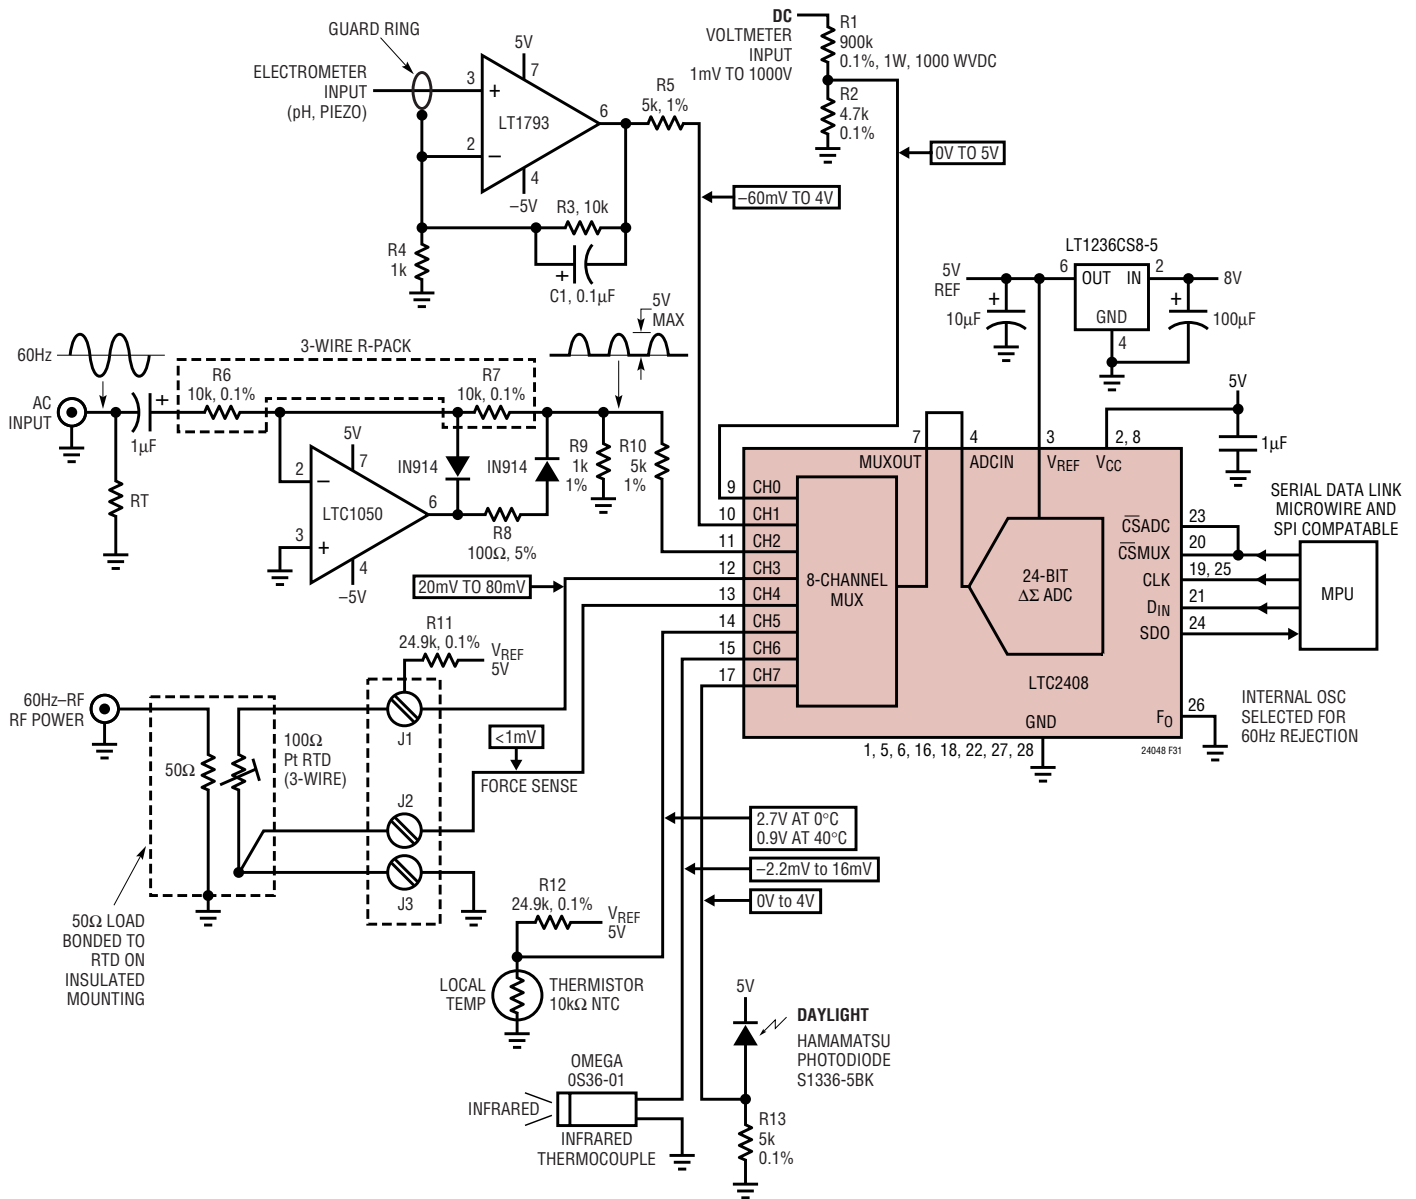 GUARD RING
ELECTROMETER
INPUT
(pH, PIEZO)
5V
7
3
+
LT1793
6
2
–
4
–5V
R5
5k, 1%
R3, 10k
+
C1, 0.1µF
R4
1k
DC
VOLTMETER
INPUT
1mV TO 1000V
R1
900k
0.1%, 1W, 1000 WVDC
R2
4.7k
0.1%
0V TO 5V
–60mV TO 4V
LT1236CS8-5
5V
REF
6
OUT
IN
2
8V
GND
4
+
10µF
+
100µF
5V
1µF
60Hz
AC
INPUT
+
1µF
RT
3-WIRE R-PACK
R6
10k, 0.1%
R7
10k, 0.1%
5V
MAX
5V
7
2
–
LTC1050
6
3
+
4
–5V
IN914
IN914
R8
100Ω, 5%
R9
1k
1%
R10
5k
1%
20mV TO 80mV
R11
24.9k, 0.1%
VREF
5V
60Hz–RF
RF POWER
50Ω
100Ω
Pt RTD
(3-WIRE)
J1
J2
J3
<1mV
FORCE SENSE
50Ω LOAD
BONDED TO
RTD ON
INSULATED
MOUNTING
7
4
3
2, 8
MUXOUT
ADCIN
VREF
VCC
9
CH0
10
CH1
11
CH2
12
CH3
13
CH4
14
CH5
15
CH6
17
CH7
8-CHANNEL
MUX
24-BIT
ΔΣ ADC
LTC2408
GND
1, 5, 6, 16, 18, 22, 27, 28
CSADC
23
CSMUX
20
CLK
19, 25
DIN
21
SDO
24
FO
26
24048 F31
SERIAL DATA LINK
MICROWIRE AND
SPI COMPATABLE
MPU
INTERNAL OSC
SELECTED FOR
60Hz REJECTION
2.7V AT 0°C
0.9V AT 40°C
–2.2mV to 16mV
0V to 4V
R12
24.9k, 0.1%
VREF
5V
LOCAL
TEMP
THERMISTOR
10kΩ NTC
5V
DAYLIGHT
HAMAMATSU
PHOTODIODE
S1336-5BK
OMEGA
0S36-01
INFRARED
INFRARED
THERMOCOUPLE
R13
5k
0.1%